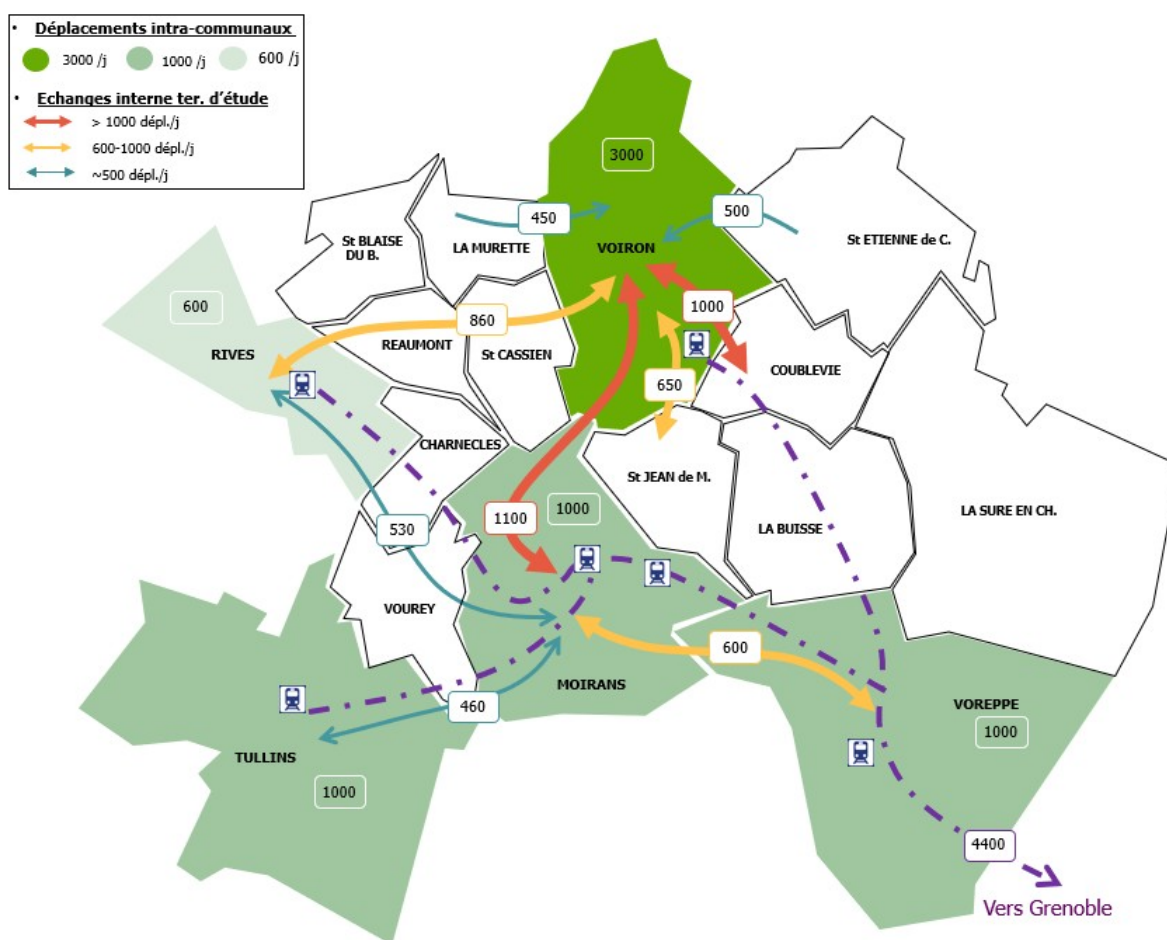 • Déplacements intra-communaux
3000 /j 1000 /j 600 /j
• Echanges interne ter. d'étude
> 1000 dépl./j
600-1000 dépl./j
~500 dépl./j
3000
450
500
St BLAISE
DU B.
LA MURETTE
VOIRON
St ETIENNE de C.
600
860
1000
RIVES
REAUMONT
St CASSIEN
COUBLEVIE
650
CHARNECLES
St JEAN de M.
1100
1000
LA BUISSE
LA SURE EN CH.
530
VOUREY
600
MOIRANS
460
VOREPPE
1000
TULLINS
1000
4400
Vers Grenoble